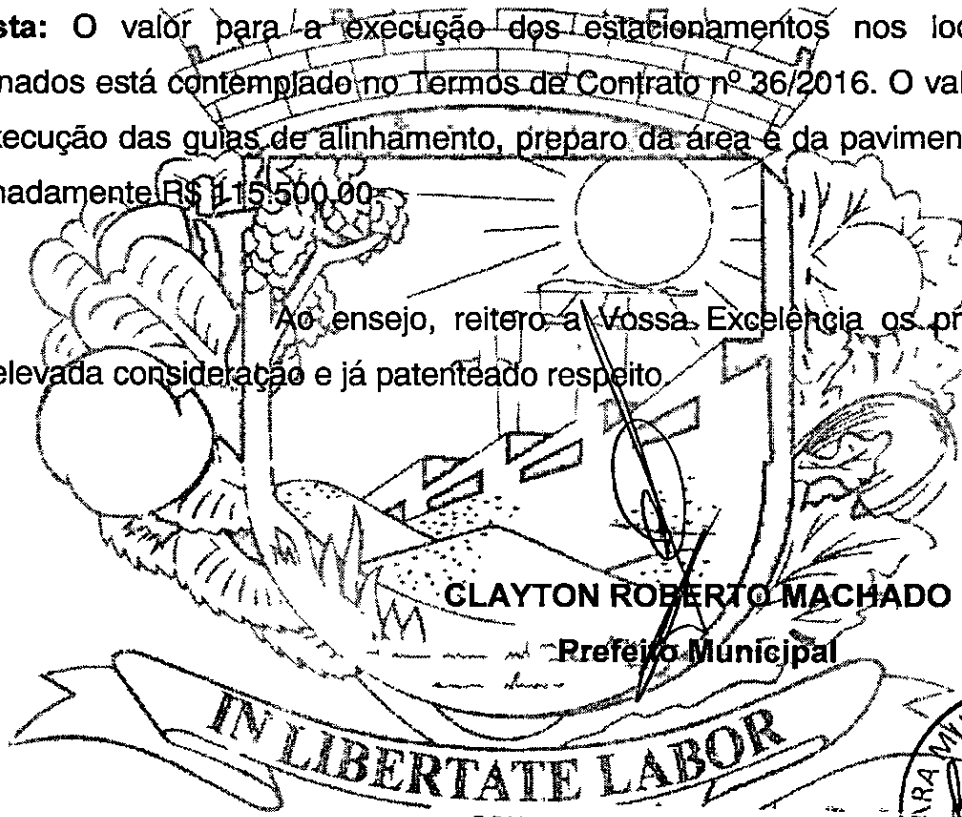 sta: O valor para a execução dos estacionamentos nos loc
nados está contemplado no Termos de Contrato nº 36/2016. O val
xecução das guias de alinhamento, preparo da área e da pavimen
nadamente R$ 115.500,00
Ao ensejo, reitero a Vossa Excelência os pr
elevada consideração e já patenteado respeito.
CLAYTON ROBERTO MACHADO
Prefeito Municipal
IN LIBERTATE LABOR
ARA MU